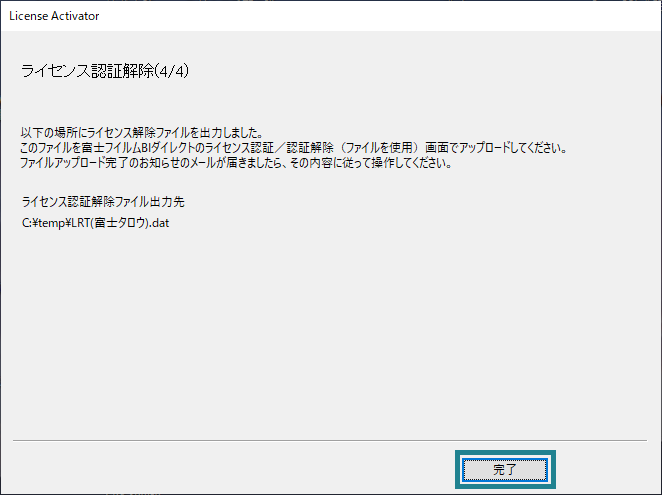 License Activator
ライセンス認証解除(4/4)
以下の場所にライセンス解除ファイルを出力しました。
このファイルを富士フイルムBIダイレクトのライセンス認証／認証解除（ファイルを使用）画面でアップロードしてください。
ファイルアップロード完了のお知らせのメールが届きましたら、その内容に従って操作してください。
ライセンス認証解除ファイル出力先
C:¥temp¥LRT(富士タロウ).dat
完了